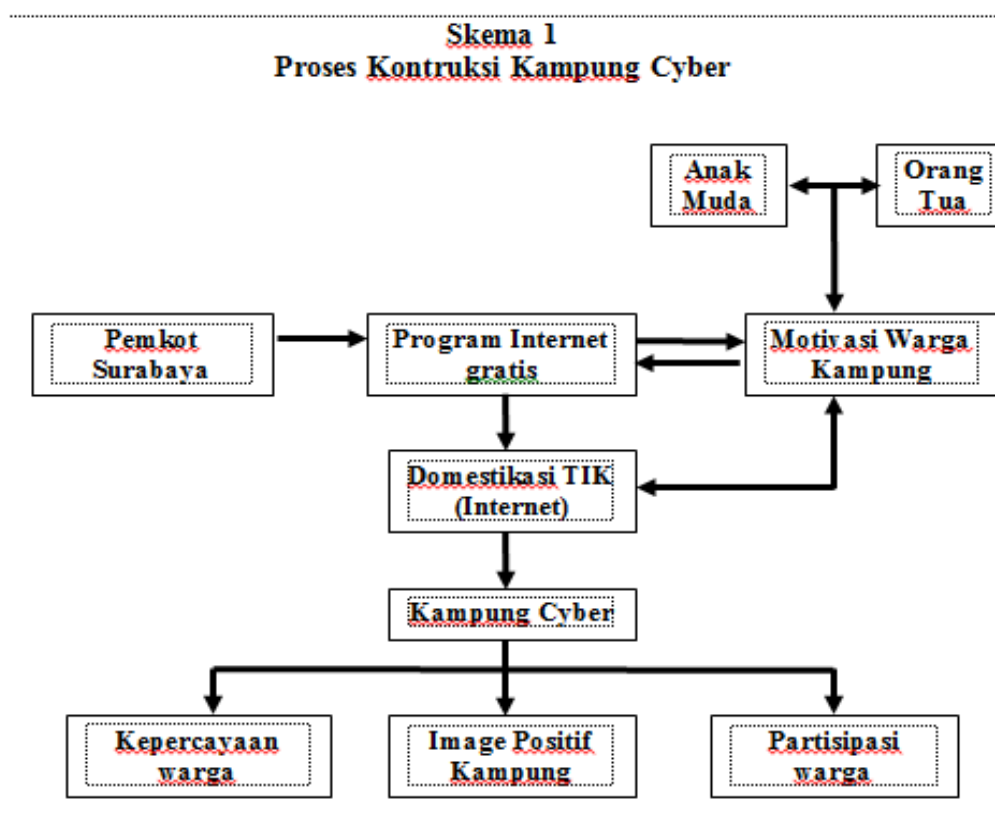 Skema 1
Proses Kontruksi Kampung Cyber
Anak
Muda
Orang
Tua
Pemkot
Surabaya
Program Internet
gratis
Motivasi Warga
Kampung
Domestikasi TIK
(Internet)
Kampung Cyber
Kepercayaan
warga
Image Positif
Kampung
Partisipasi
warga